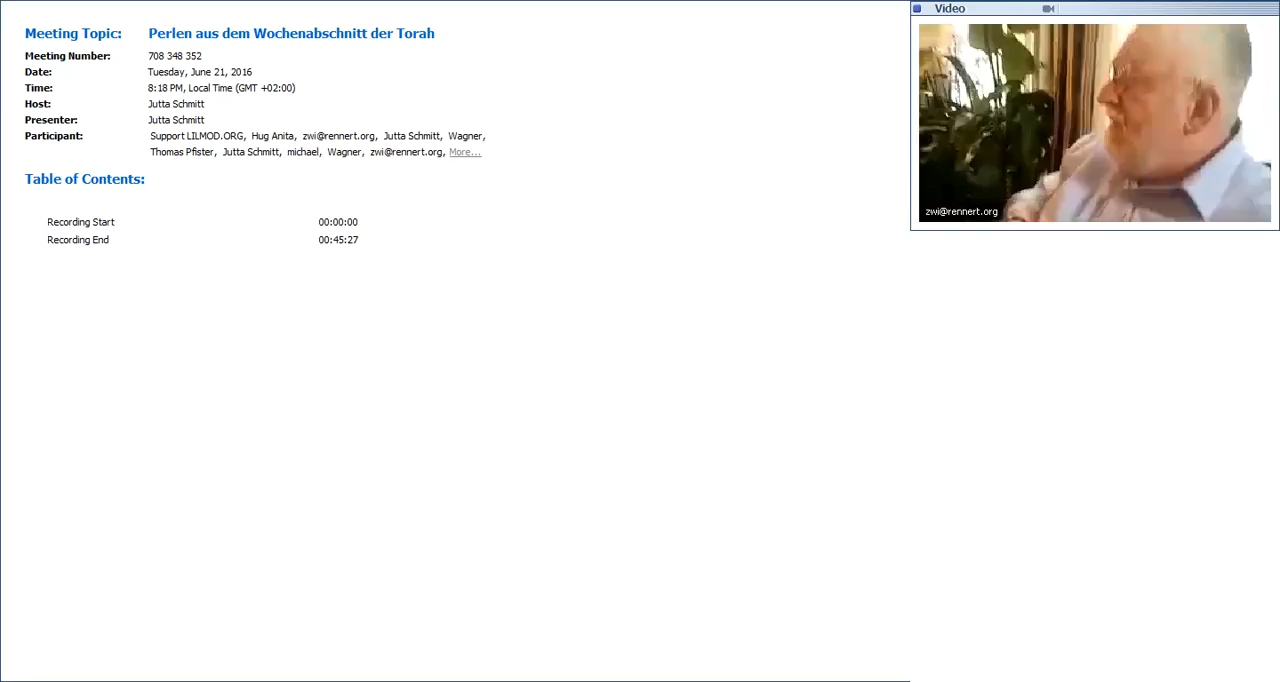 Meeting Topic: Perlen aus dem Wochenabschnitt der Torah
Meeting Number: 708 348 352
Date: Tuesday, June 21, 2016
Time: 8:18 PM, Local Time (GMT +02:00)
Host: Jutta Schmitt
Presenter: Jutta Schmitt
Participant: Support LILMOD.ORG, Hug Anita, zwi@rennert.org, Jutta Schmitt, Wagner,
Thomas Pfister, Jutta Schmitt, michael, Wagner, zwi@rennert.org, More...
Table of Contents:
Recording Start 00:00:00
Recording End 00:45:27
Video
zwi@rennert.org